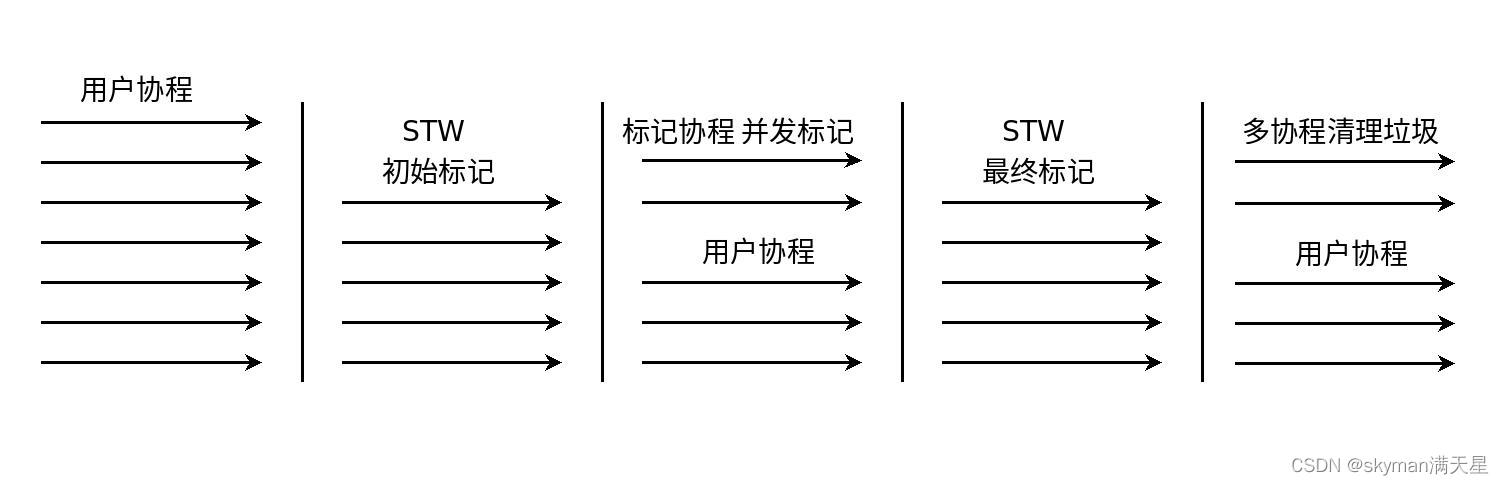 用户协程
STW
初始标记
标记协程 并发标记
用户协程
STW
最终标记
多协程清理垃圾
用户协程
CSDN @skyman满天星